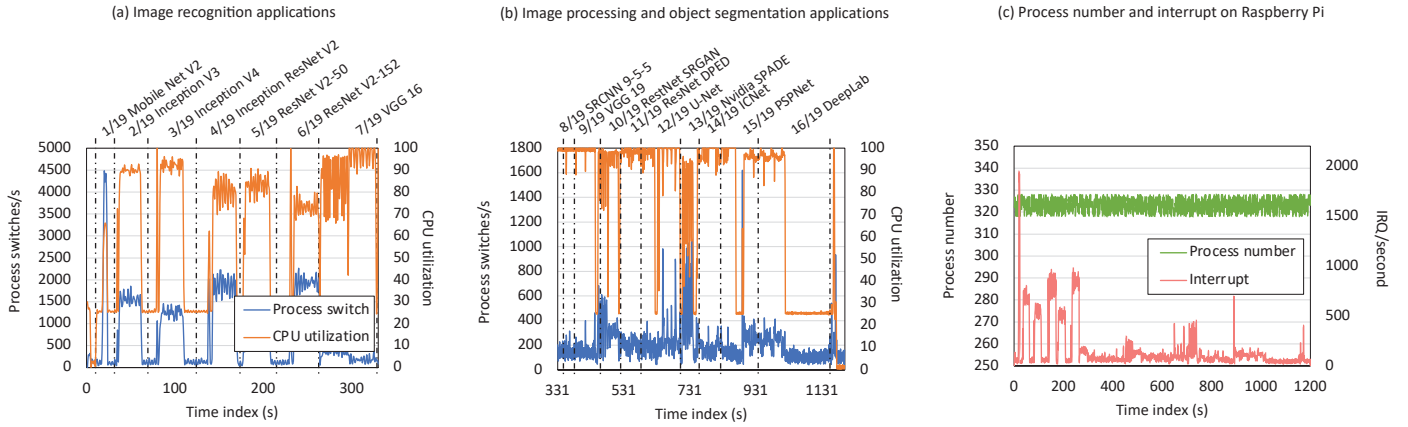 (a) Image recognition applications
1/19 Mobile Net V2
2/19 Inception V3
3/19 Inception V4
4/19 Inception ResNet V2
5/19 ResNet V2-50
6/19 ResNet V2-152
7/19 VGG 16
Process switches/s
5000
4500
4000
3500
3000
2500
2000
1500
1000
500
0
CPU utilization
100
90
80
70
60
50
40
30
20
10
0
Process switch
CPU utilization
0
100
200
300
Time index (s)
(b) Image processing and object segmentation applications
8/19 SRCNN 9-5-5
9/19 VGG 19
10/19 RestNet SRGAN
11/19 ResNet DPED
12/19 U-Net
13/19 Nvidia SPADE
14/19 ICNet
15/19 PSPNet
16/19 DeepLab
Process switches/s
1800
1600
1400
1200
1000
800
600
400
200
0
CPU utilization
100
90
80
70
60
50
40
30
20
10
0
331
531
731
931
1131
Time index (s)
(c) Process number and interrupt on Raspberry Pi
Process number
350
340
330
320
310
300
290
280
270
260
250
IRQ/second
2000
1500
1000
500
0
Process number
Interrupt
0
200
400
600
800
1000
1200
Time index (s)